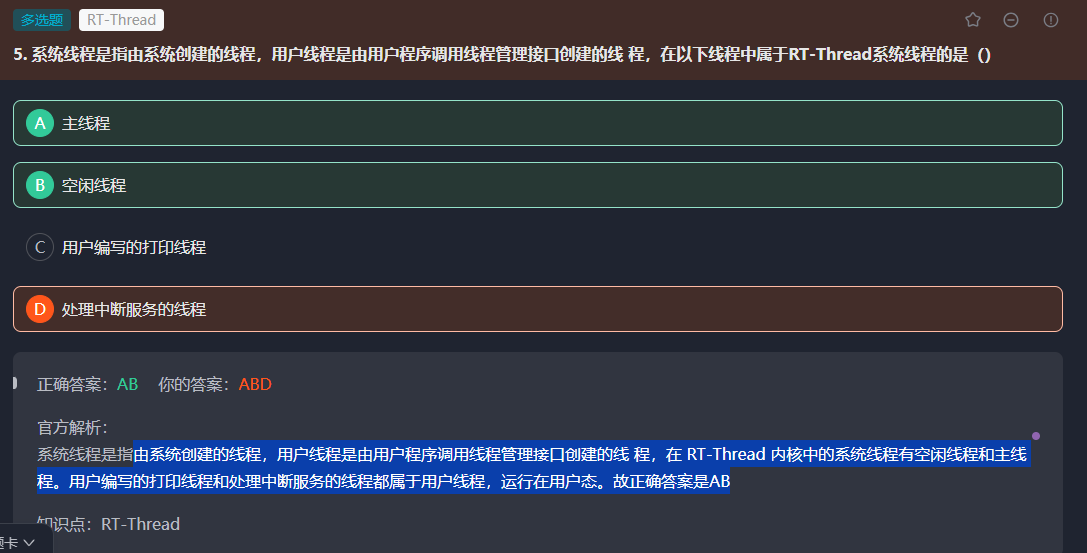 多选题 RT-Thread
5. 系统线程是指由系统创建的线程，用户线程是由用户程序调用线程管理接口创建的线 程，在以下线程中属于RT-Thread系统线程的是（）
A 主线程
B 空闲线程
C 用户编写的打印线程
D 处理中断服务的线程
正确答案：AB 你的答案：ABD
官方解析：
系统线程是指由系统创建的线程，用户线程是由用户程序调用线程管理接口创建的线 程，在 RT-Thread 内核中的系统线程有空闲线程和主线
程。用户编写的打印线程和处理中断服务的线程都属于用户线程，运行在用户态。故正确答案是AB
知识点：RT-Thread
题卡